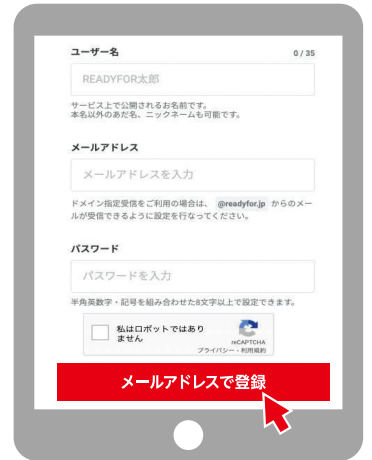 ユーザー名
0 / 35
READYFOR太郎
サービス上で公開されるお名前です。
本名以外のあだ名、ニックネームも可能です。
メールアドレス
メールアドレスを入力
ドメイン指定受信をご利用の場合は、 @readyfor.jp からのメー
ルが受信できるように設定を行なってください。
パスワード
パスワードを入力
半角英数字・記号を組み合わせた8文字以上で設定できます。
私はロボットではあり
ません
reCAPTCHA
プライバシー - 利用規約
メールアドレスで登録